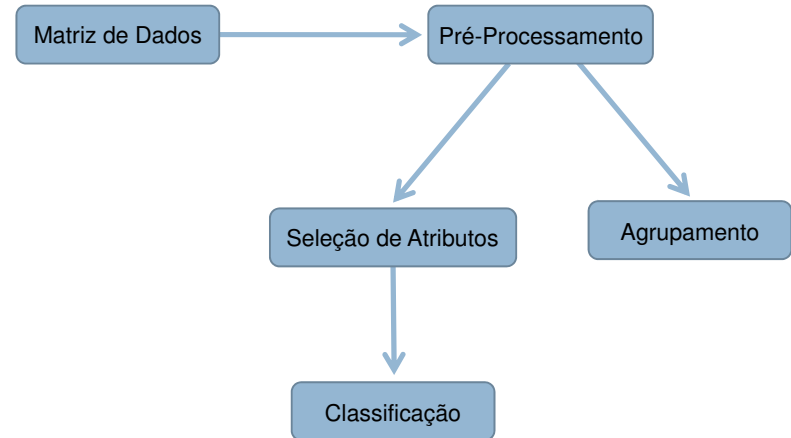 Matriz de Dados
Pré-Processamento
Seleção de Atributos
Agrupamento
Classificação